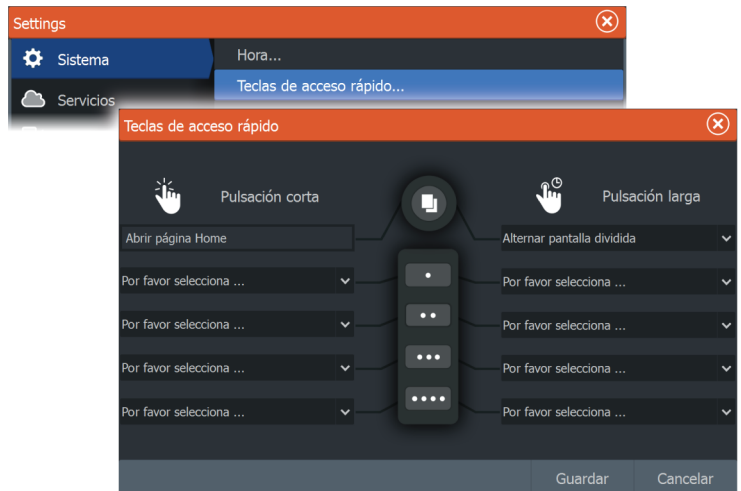 Settings
Sistema
Hora...
Teclas de acceso rápido...
Servicios
Teclas de acceso rápido
Pulsación corta
Pulsación larga
Abrir página Home
Alternar pantalla dividida
Por favor selecciona ...
Por favor selecciona ...
Por favor selecciona ...
Por favor selecciona ...
Por favor selecciona ...
Por favor selecciona ...
Por favor selecciona ...
Por favor selecciona ...
Guardar
Cancelar